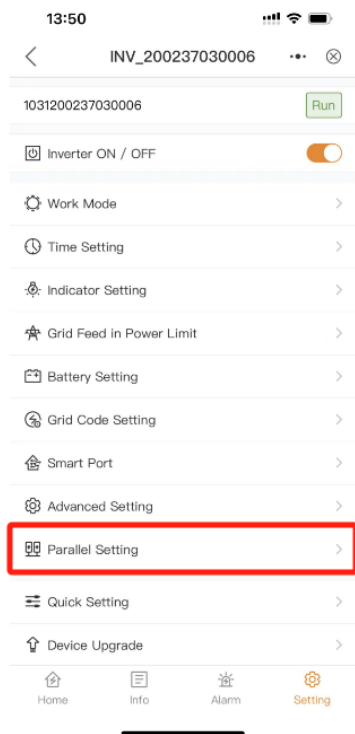 13:50
INV_200237030006
1031200237030006
Run
Inverter ON / OFF
Work Mode
Time Setting
Indicator Setting
Grid Feed in Power Limit
Battery Setting
Grid Code Setting
Smart Port
Advanced Setting
Parallel Setting
Quick Setting
Device Upgrade
Home
Info
Alarm
Setting